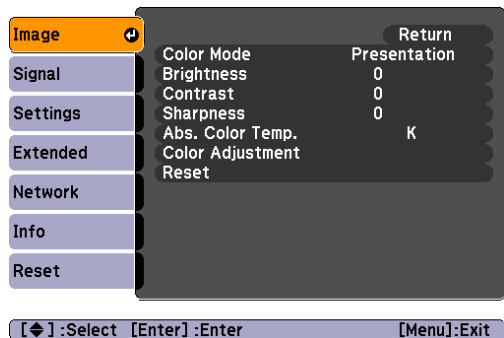 Image
Signal
Settings
Extended
Network
Info
Reset
Return
Color Mode Presentation
Brightness 0
Contrast 0
Sharpness 0
Abs. Color Temp. K
Color Adjustment
Reset
[ ] :Select [Enter] :Enter [Menu]:Exit